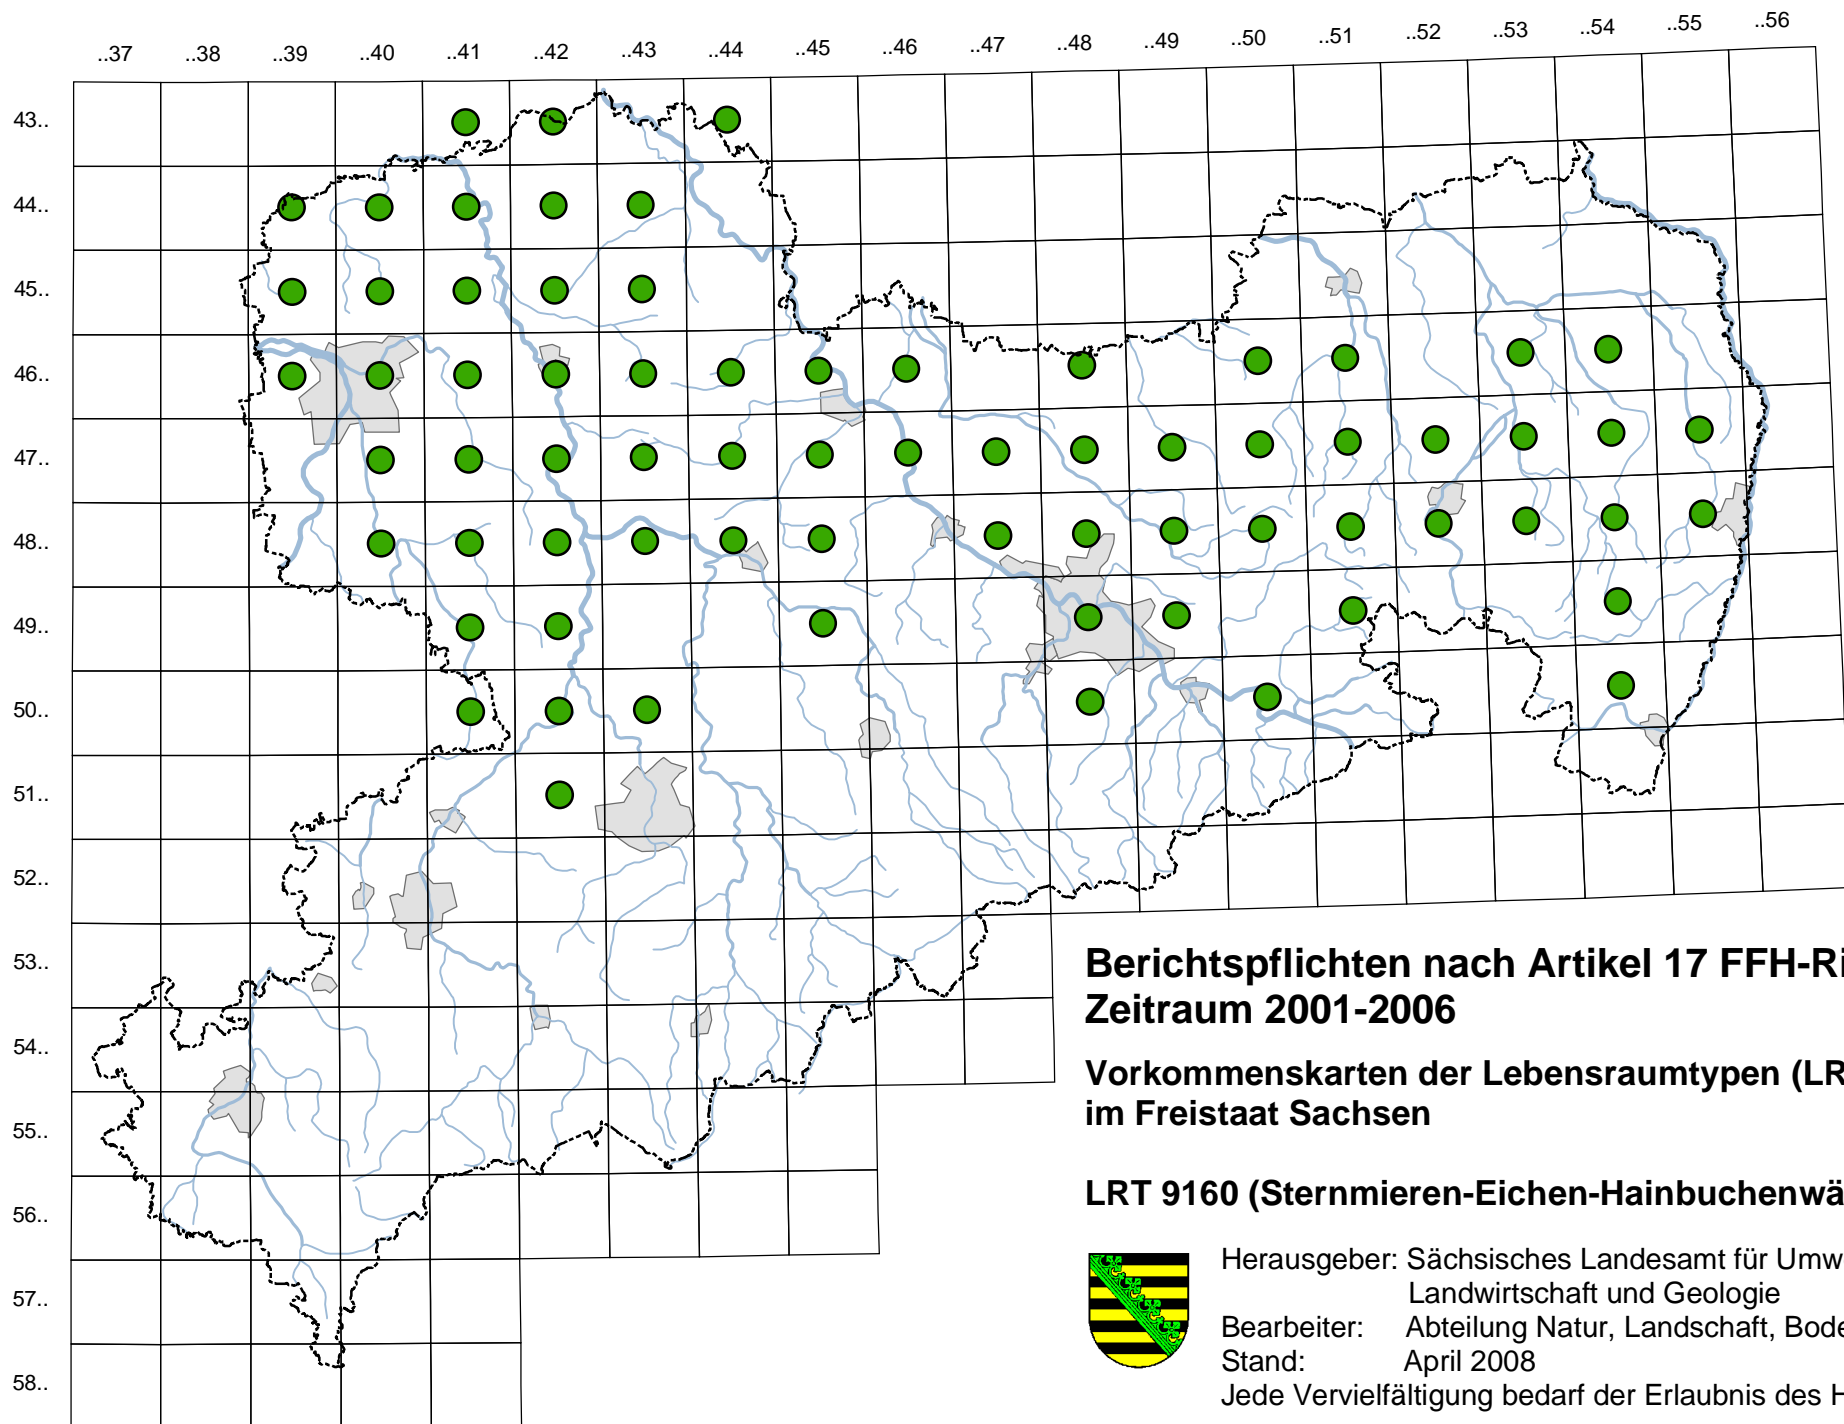 ..37 ..38 ..39 ..40 ..41 ..42 ..43 ..44 ..45 ..46 ..47 ..48 ..49 ..50 ..51 ..52 ..53 ..54 ..55 ..56
43..
44..
45..
46..
47..
48..
49..
50..
51..
52..
53..
54..
55..
56..
57..
58..
Berichtspflichten nach Artikel 17 FFH-Ri
Zeitraum 2001-2006
Vorkommenskarten der Lebensraumtypen (LR
im Freistaat Sachsen
LRT 9160 (Sternmieren-Eichen-Hainbuchenwä
Herausgeber: Sächsisches Landesamt für Umw
Landwirtschaft und Geologie
Bearbeiter: Abteilung Natur, Landschaft, Bode
Stand: April 2008
Jede Vervielfältigung bedarf der Erlaubnis des H